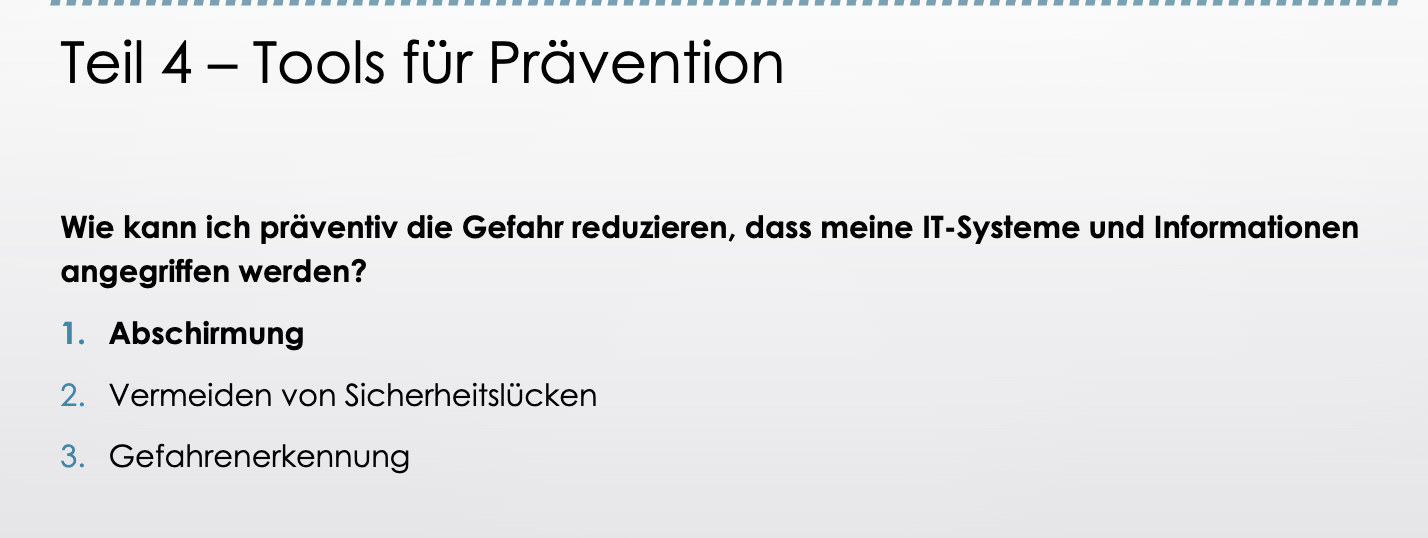 Teil 4 – Tools für Prävention
Wie kann ich präventiv die Gefahr reduzieren, dass meine IT-Systeme und Informationen
angegriffen werden?
1. Abschirmung
2. Vermeiden von Sicherheitslücken
3. Gefahrenerkennung